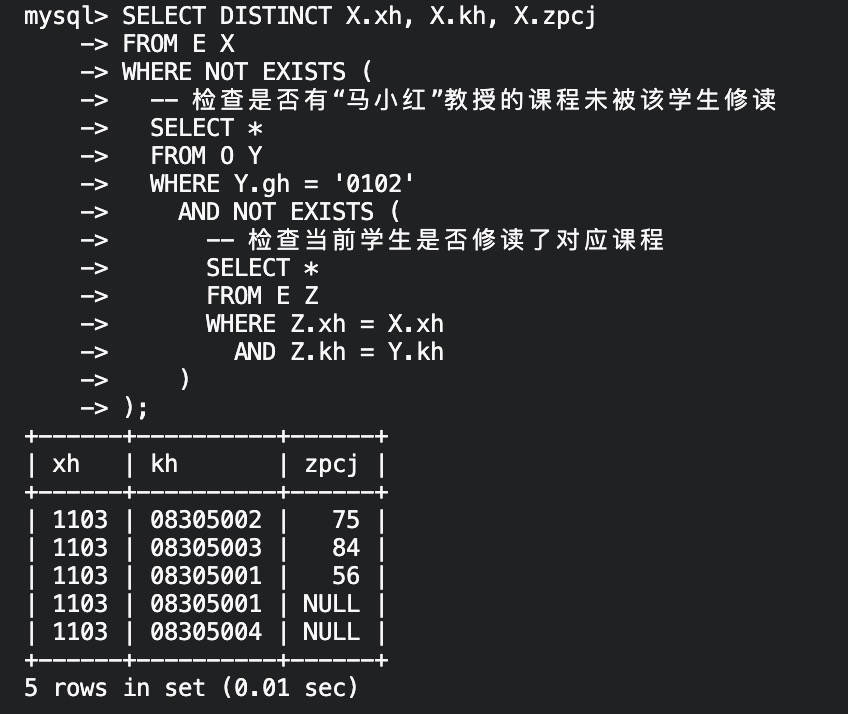 mysql> SELECT DISTINCT X.xh, X.kh, X.zpcj
    -> FROM E X
    -> WHERE NOT EXISTS (
    ->   -- 检查是否有“马小红”教授的课程未被该学生修读
    ->   SELECT *
    ->   FROM O Y
    ->   WHERE Y.gh = '0102'
    ->     AND NOT EXISTS (
    ->       -- 检查当前学生是否修读了对应课程
    ->       SELECT *
    ->       FROM E Z
    ->       WHERE Z.xh = X.xh
    ->         AND Z.kh = Y.kh
    ->     )
    -> );
+------+----------+------+
| xh   | kh       | zpcj |
+------+----------+------+
| 1103 | 08305002 |   75 |
| 1103 | 08305003 |   84 |
| 1103 | 08305001 |   56 |
| 1103 | 08305001 | NULL |
| 1103 | 08305004 | NULL |
+------+----------+------+
5 rows in set (0.01 sec)